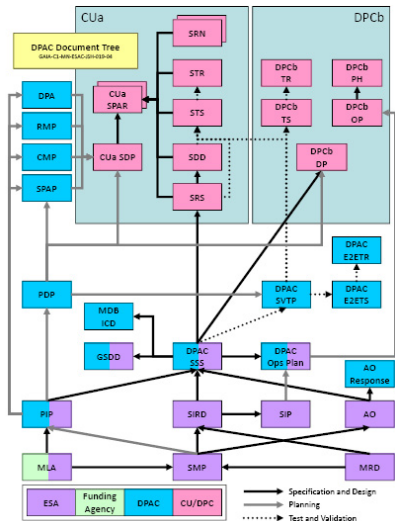 CUa
DPCb
DPAC Document Tree
GAIA-C1-MN-ESAC-JSH-010-04
SRN
DPA
CUa
SPAR
STR
DPCb
TR
DPCb
PH
RMP
STS
DPCb
TS
DPCb
OP
CMP
CUa SDP
SDD
DPCb
DP
SPAP
SRS
DPAC
E2ETR
PDP
DPAC
SVTP
DPAC
E2ETS
MDB
ICD
GSDD
DPAC
SSS
DPAC
Ops Plan
AO
Response
PIP
SIRD
SIP
AO
MLA
SMP
MRD
ESA
Funding
Agency
DPAC
CU/DPC
Specification and Design
Planning
Test and Validation